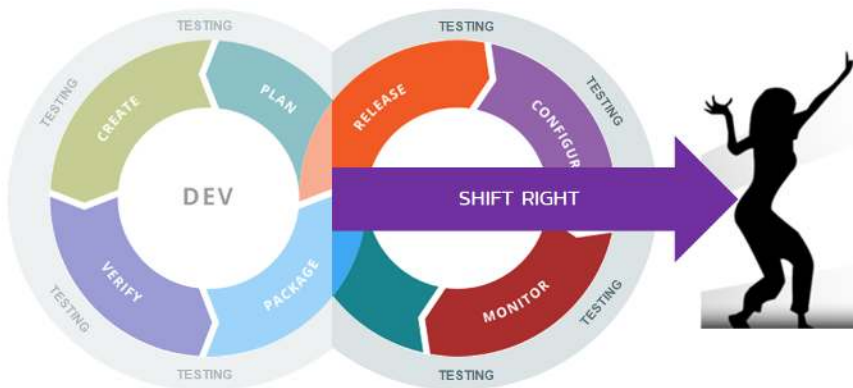 TESTING
TESTING
TESTING
CREATE
PLAN
RELEASE
CONFIGUR
TESTING
DEV
SHIFT RIGHT
VERIFY
PACKAGE
MONITOR
TESTING
TESTING
TESTING
TESTING